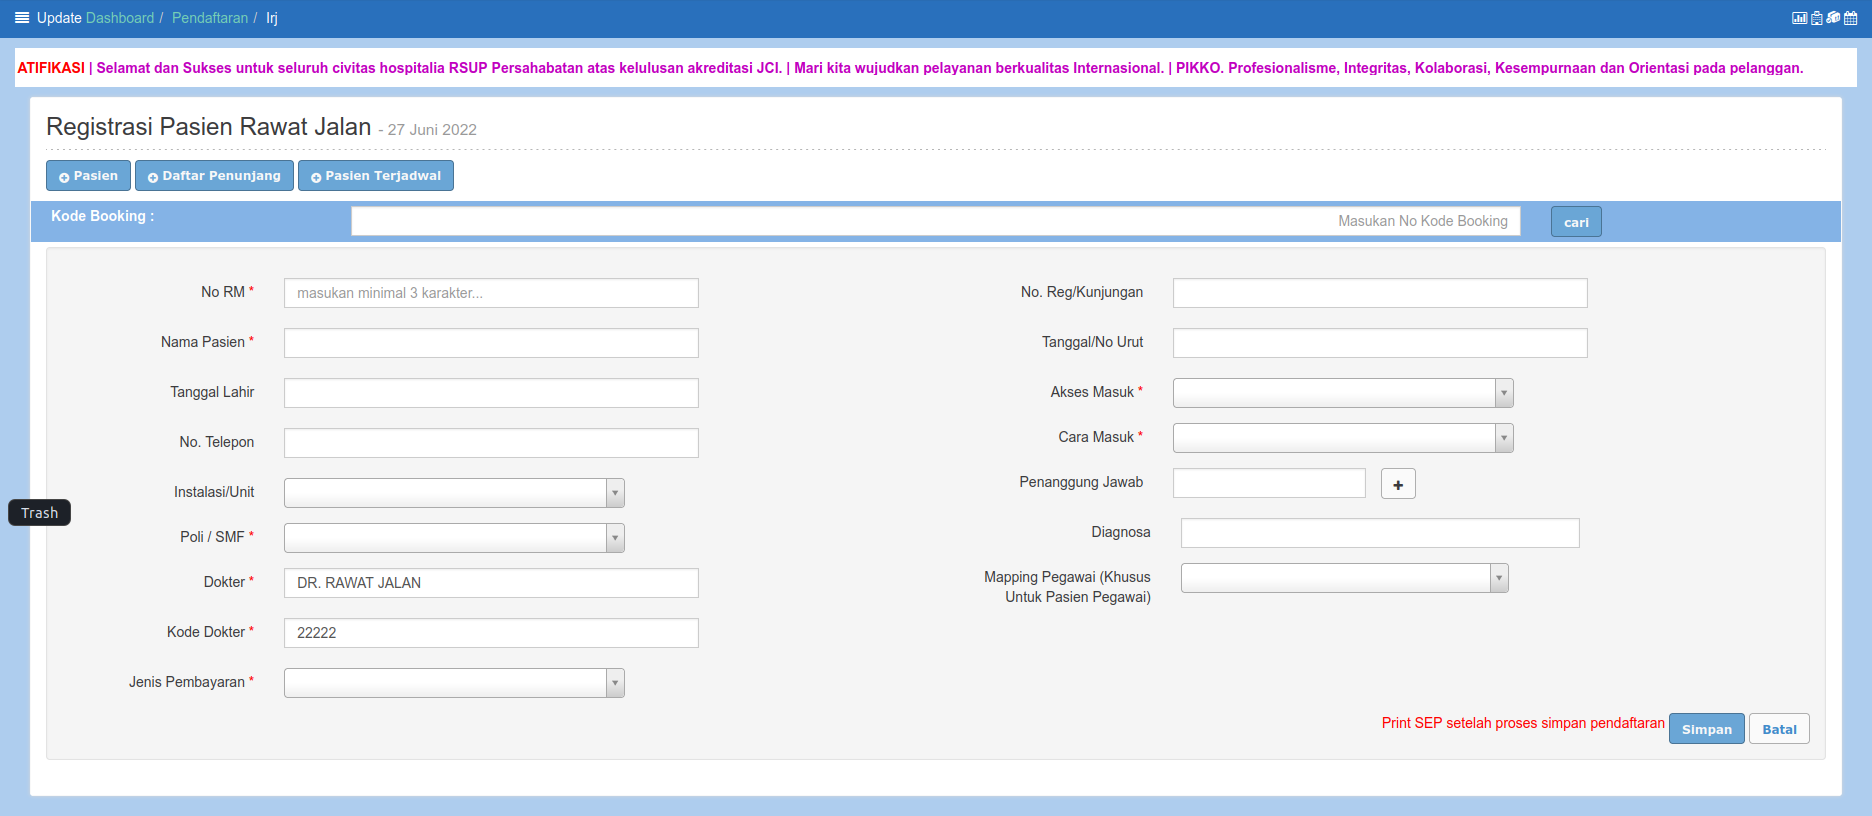 Update Dashboard / Pendaftaran / Irj
ATIFIKASI | Selamat dan Sukses untuk seluruh civitas hospitalia RSUP Persahabatan atas kelulusan akreditasi JCI. | Mari kita wujudkan pelayanan berkualitas Internasional. | PIKKO. Profesionalisme, Integritas, Kolaborasi, Kesempurnaan dan Orientasi pada pelanggan.
Registrasi Pasien Rawat Jalan - 27 Juni 2022
Pasien Daftar Penunjang Pasien Terjadwal
Kode Booking : Masukan No Kode Booking cari
No RM * masukan minimal 3 karakter...
Nama Pasien *
Tanggal Lahir
No. Telepon
Instalasi/Unit
Trash
Poli / SMF *
Dokter * DR. RAWAT JALAN
Kode Dokter * 22222
Jenis Pembayaran *
No. Reg/Kunjungan
Tanggal/No Urut
Akses Masuk *
Cara Masuk *
Penanggung Jawab +
Diagnosa
Mapping Pegawai (Khusus
Untuk Pasien Pegawai)
Print SEP setelah proses simpan pendaftaran Simpan Batal